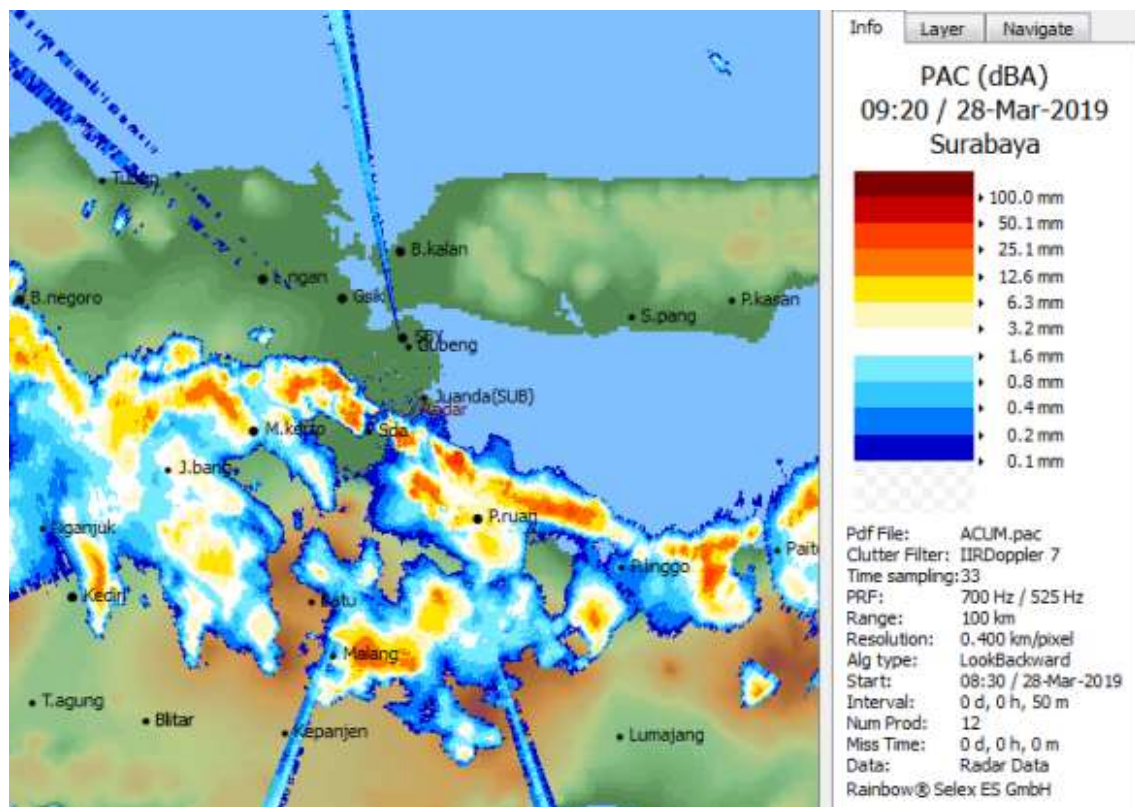 Info Layer Navigate
PAC (dBA)
09:20 / 28-Mar-2019
Surabaya
100.0 mm
50.1 mm
25.1 mm
12.6 mm
6.3 mm
3.2 mm
1.6 mm
0.8 mm
0.4 mm
0.2 mm
0.1 mm
Pdf File: ACUM.pac
Clutter Filter: IIRDoppler 7
Time sampling:33
PRF: 700 Hz / 525 Hz
Range: 100 km
Resolution: 0.400 km/pixel
Alg type: LookBackward
Start: 08:30 / 28-Mar-2019
Interval: 0 d, 0 h, 50 m
Num Prod: 12
Miss Time: 0 d, 0 h, 0 m
Data: Radar Data
Rainbow® Selex ES GmbH
B.kalan
B.negoro
Gsik
P.kasan
S.pang
Gubeng
Juanda(SUB)
Radar
M.kerto
Sda
J.bang
P.ruan
P.linggo
Paito
Kediri
Batu
Malang
T.agung
Blitar
Kepanjen
Lumajang